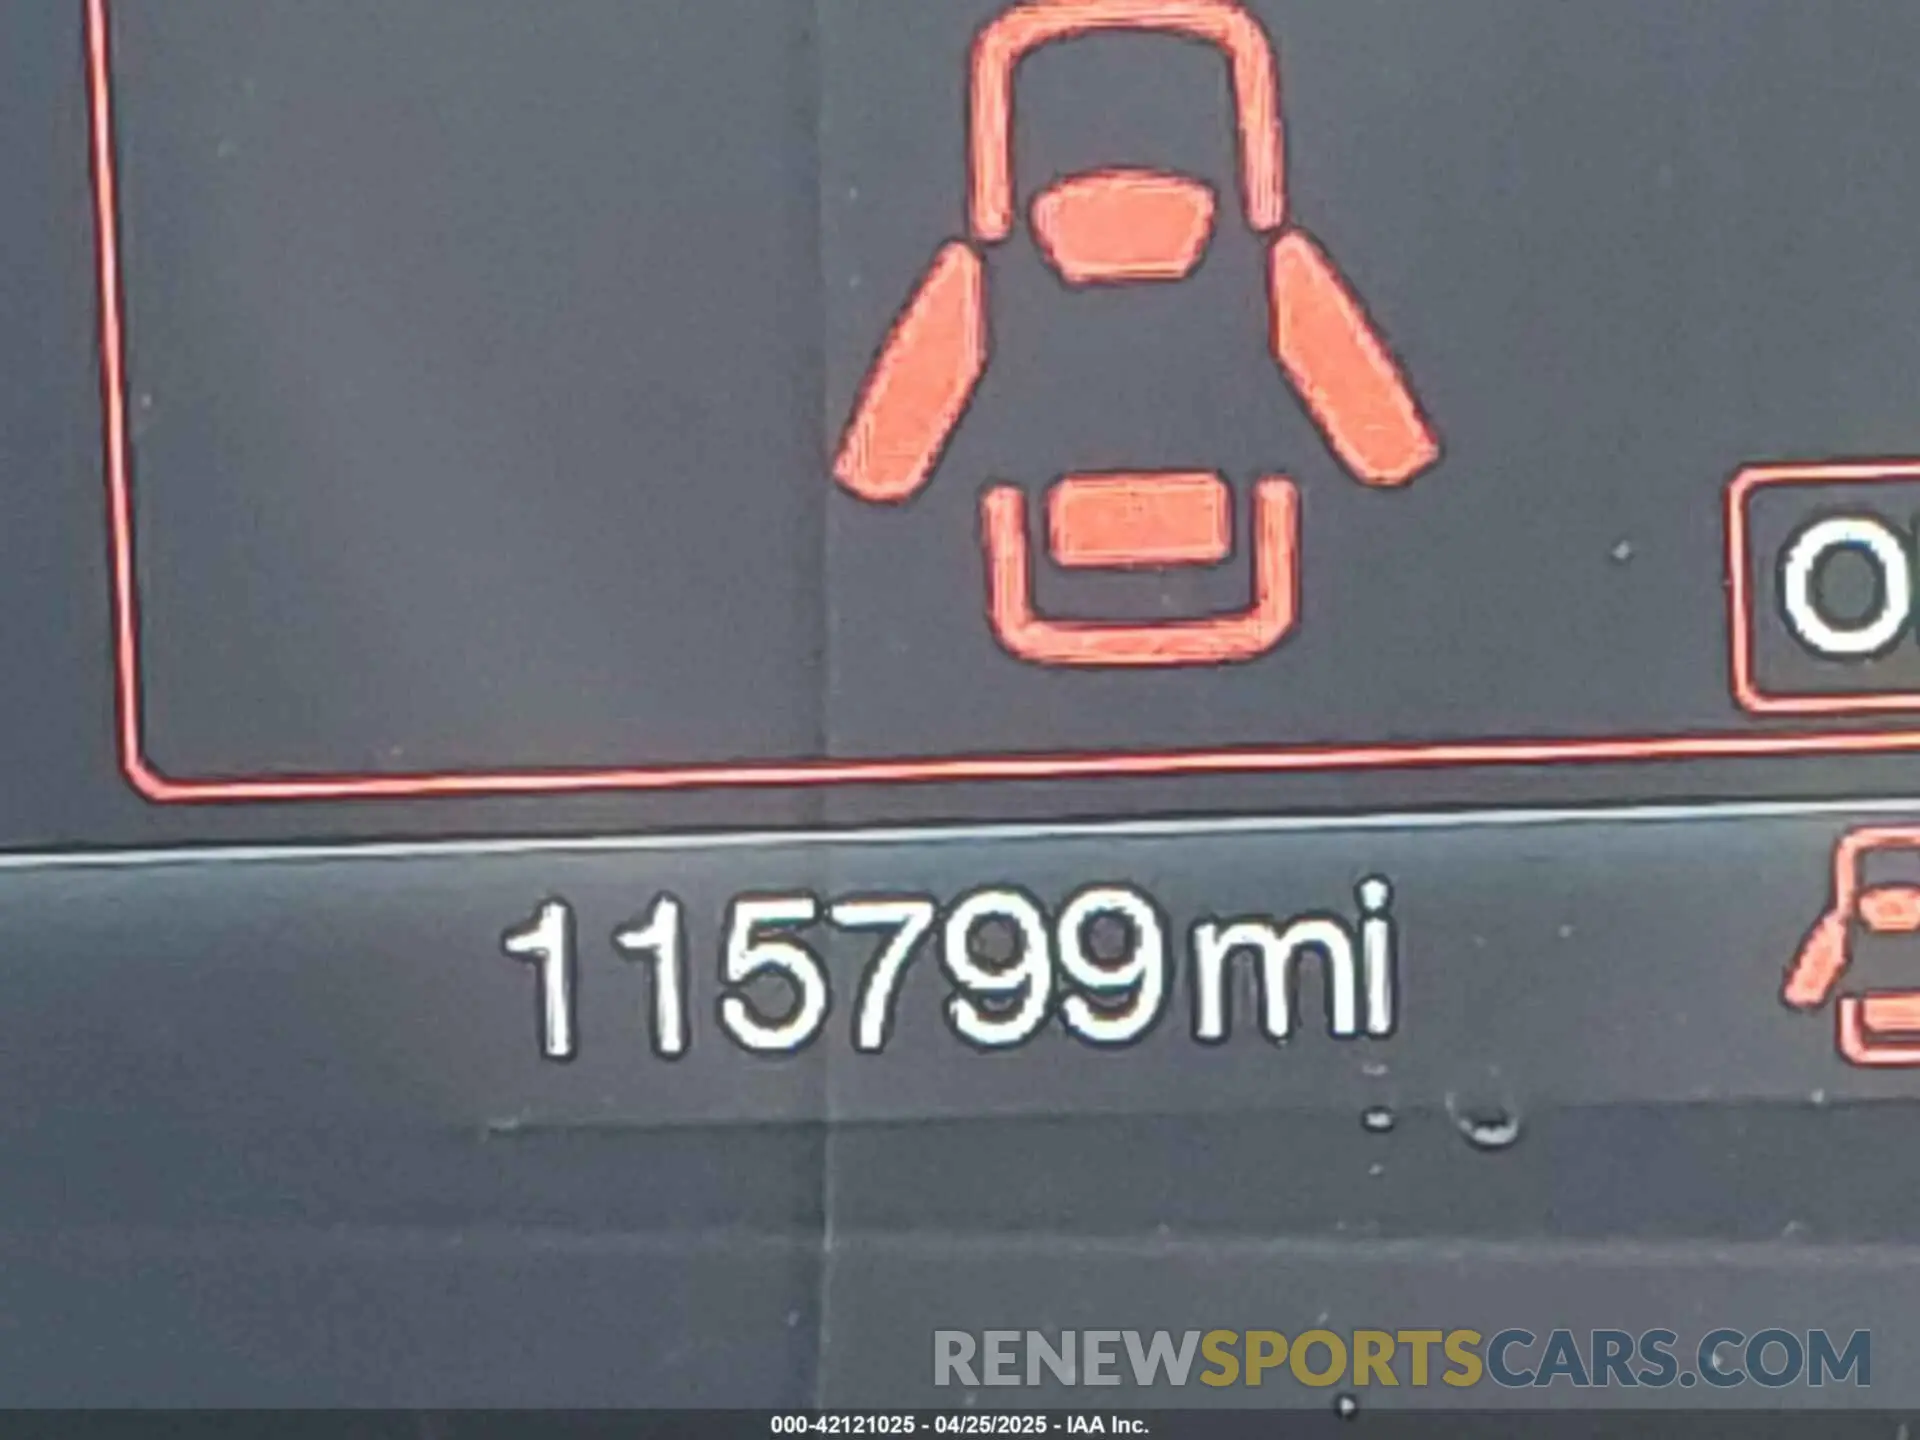 O
115799mi
RENEWSPORTSCARS.COM
000-42121025 - 04/25/2025 - IAA Inc.